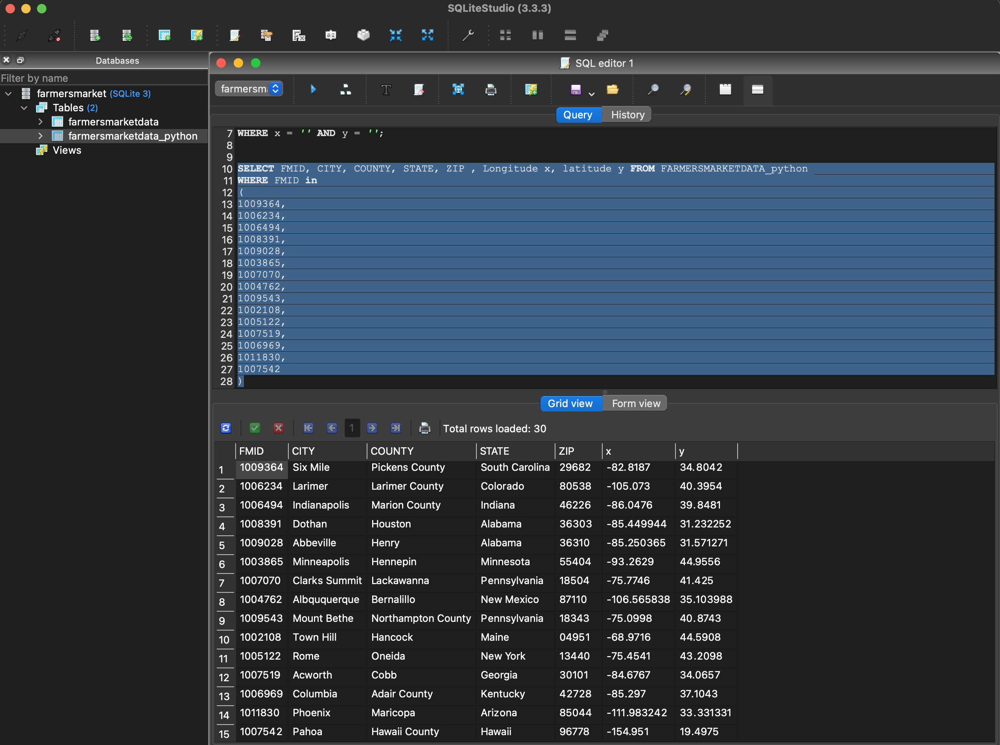 SQLiteStudio (3.3.3)
Databases
Filter by name
farmersmarket (SQLite 3)
Tables (2)
farmersmarketdata
farmersmarketdata_python
Views
SQL editor 1
farmersm
Query History
7 WHERE x = '' AND y = '';
8
9
10 SELECT FMID, CITY, COUNTY, STATE, ZIP , Longitude x, latitude y FROM FARMERSMARKETDATA_python
11 WHERE FMID in
12 (
13 1009364,
14 1006234,
15 1006494,
16 1008391,
17 1009028,
18 1003865,
19 1007070,
20 1004762,
21 1009543,
22 1002108,
23 1005122,
24 1007519,
25 1006969,
26 1011830,
27 1007542
28 )
Grid view Form view
1 Total rows loaded: 30
FMID CITY COUNTY STATE ZIP x y
1 1009364 Six Mile Pickens County South Carolina 29682 -82.8187 34.8042
2 1006234 Larimer Larimer County Colorado 80538 -105.073 40.3954
3 1006494 Indianapolis Marion County Indiana 46226 -86.0476 39.8481
4 1008391 Dothan Houston Alabama 36303 -85.449944 31.232252
5 1009028 Abbeville Henry Alabama 36310 -85.250365 31.571271
6 1003865 Minneapolis Hennepin Minnesota 55404 -93.2629 44.9556
7 1007070 Clarks Summit Lackawanna Pennsylvania 18504 -75.7746 41.425
8 1004762 Albququerque Bernalillo New Mexico 87110 -106.565838 35.103988
9 1009543 Mount Bethe Northampton County Pennsylvania 18343 -75.0998 40.8743
10 1002108 Town Hill Hancock Maine 04951 -68.9716 44.5908
11 1005122 Rome Oneida New York 13440 -75.4541 43.2098
12 1007519 Acworth Cobb Georgia 30101 -84.6767 34.0657
13 1006969 Columbia Adair County Kentucky 42728 -85.297 37.1043
14 1011830 Phoenix Maricopa Arizona 85044 -111.983242 33.331331
15 1007542 Pahoa Hawaii County Hawaii 96778 -154.951 19.4975